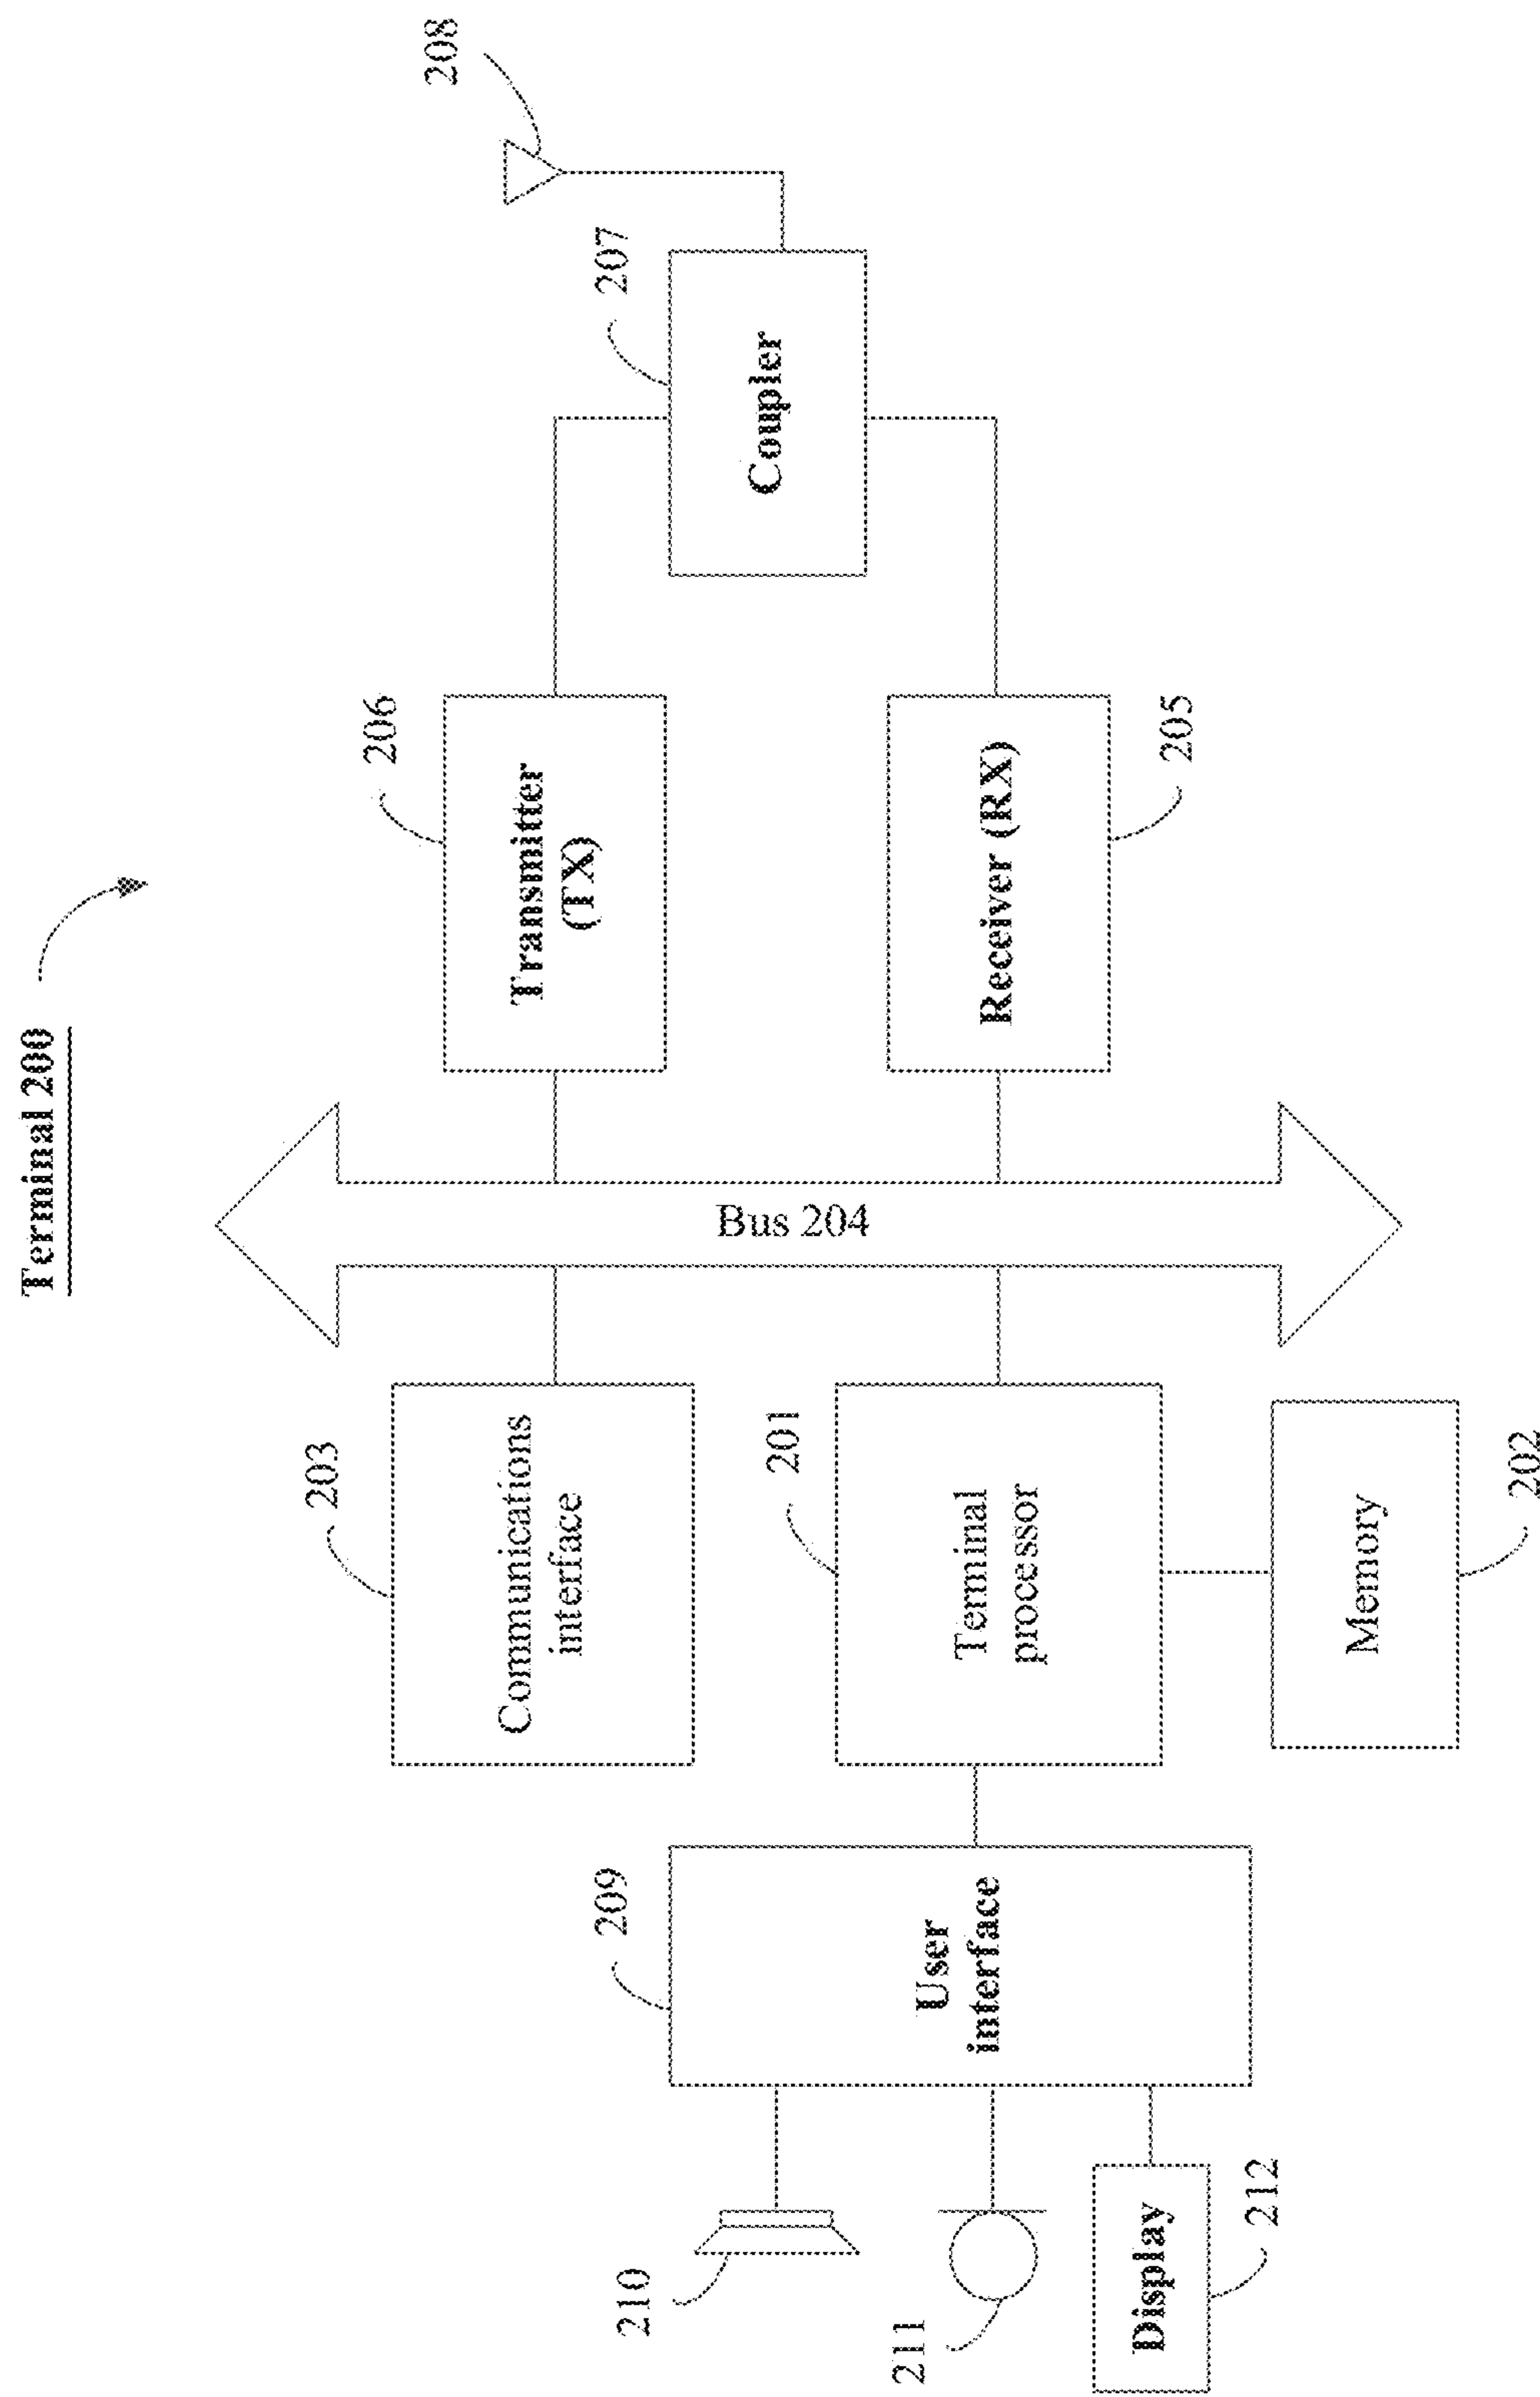 Terminal 200
208
207
206
203
Coupler
Transmitter
(TX)
Bus 204
Communications
interface
209
201
Receiver (RX)
205
Terminal
processor
User
interface
210
Memory
202
211
Display
212